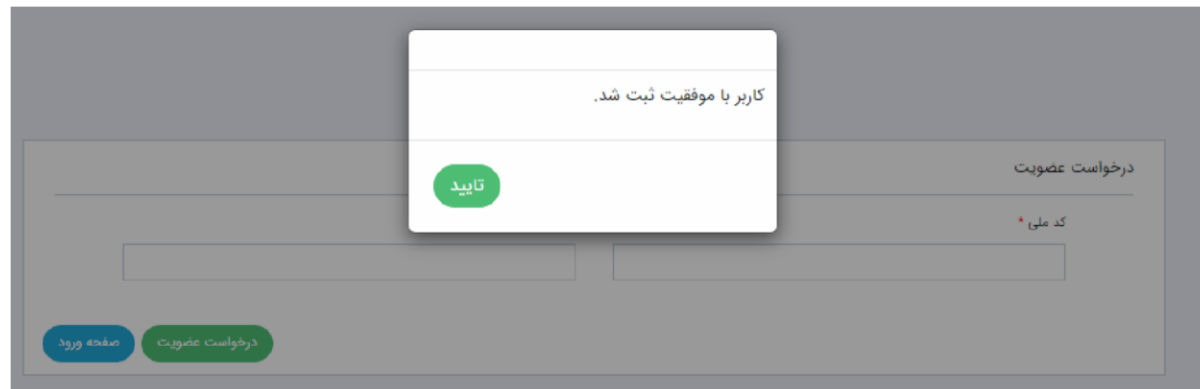 کاربر با موفقیت ثبت شد.
تایید
درخواست عضویت
کد ملی *
درخواست عضویت
صفحه ورود